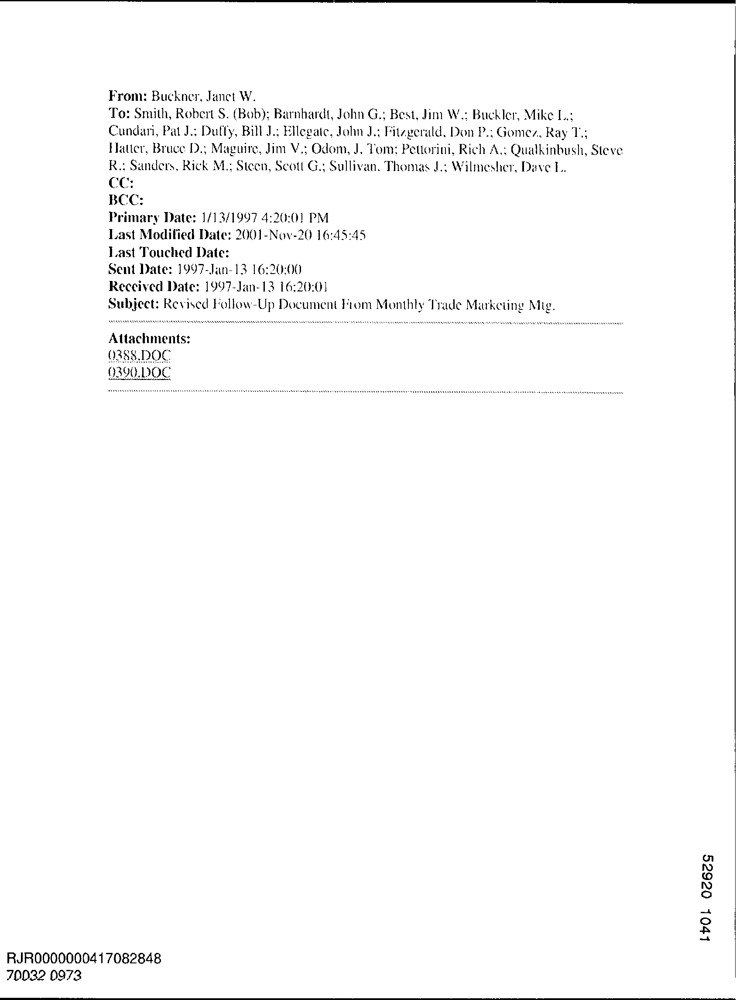 From: Buckner, Janet W.
To: Smith, Robert S. (Bob); Barnhardt, John G.; Best, Jim W.; Buckler, Mike L.;
Cundari, Pat J.; Duffy, Bill J.; Ellegate, John J.; Fitzgerald, Don P.; Gomez, Ray T.;
Hatter, Bruce D.; Maguire, Jim V.; Odom, J. Tom; Pettorini, Rich A.; Qualkinbush, Steve
R.; Sanders, Rick M.; Steen, Scott G.; Sullivan, Thomas J.; Wilmesher, Dave L.
CC:
BCC:
Primary Date: 1/13/1997 4:20:01 PM
Last Modified Date: 2001-Nov-20 16:45:45
Last Touched Date:
Sent Date: 1997-Jan-13 16:20:00
Received Date: 1997-Jan-13 16:20:01
Subject: Revised Follow-Up Document From Monthly Trade Marketing Mtg.
Attachments:
0388.DOC
0390.DOC
52920 1041
RJR0000000417082848
70032 0973